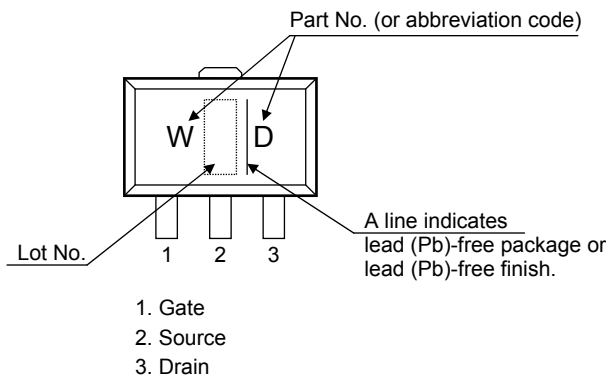 Part No. (or abbreviation code)
W D
Lot No.
1 2 3
A line indicates
lead (Pb)-free package or
lead (Pb)-free finish.
1. Gate
2. Source
3. Drain